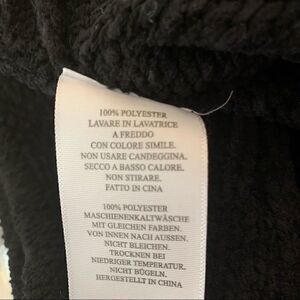 100% POLYESTER
LAVARE IN LAVATRICE
A FREDDO
CON COLORE SIMILE.
NON USARE CANDEGGINA.
SECCO A BASSO CALORE.
NON STIRARE.
FATTO IN CINA
100% POLYESTER
MASCHIENENKALTWÄSCHE
MIT GLEICHEN FARBEN.
VON INNEN NACH AUSSEN.
NICHT BLEICHEN.
TROCKNEN BEI
NIEDRIGER TEMPERATUR.
NICHT BÜGELN.
HERGESTELLT IN CHINA